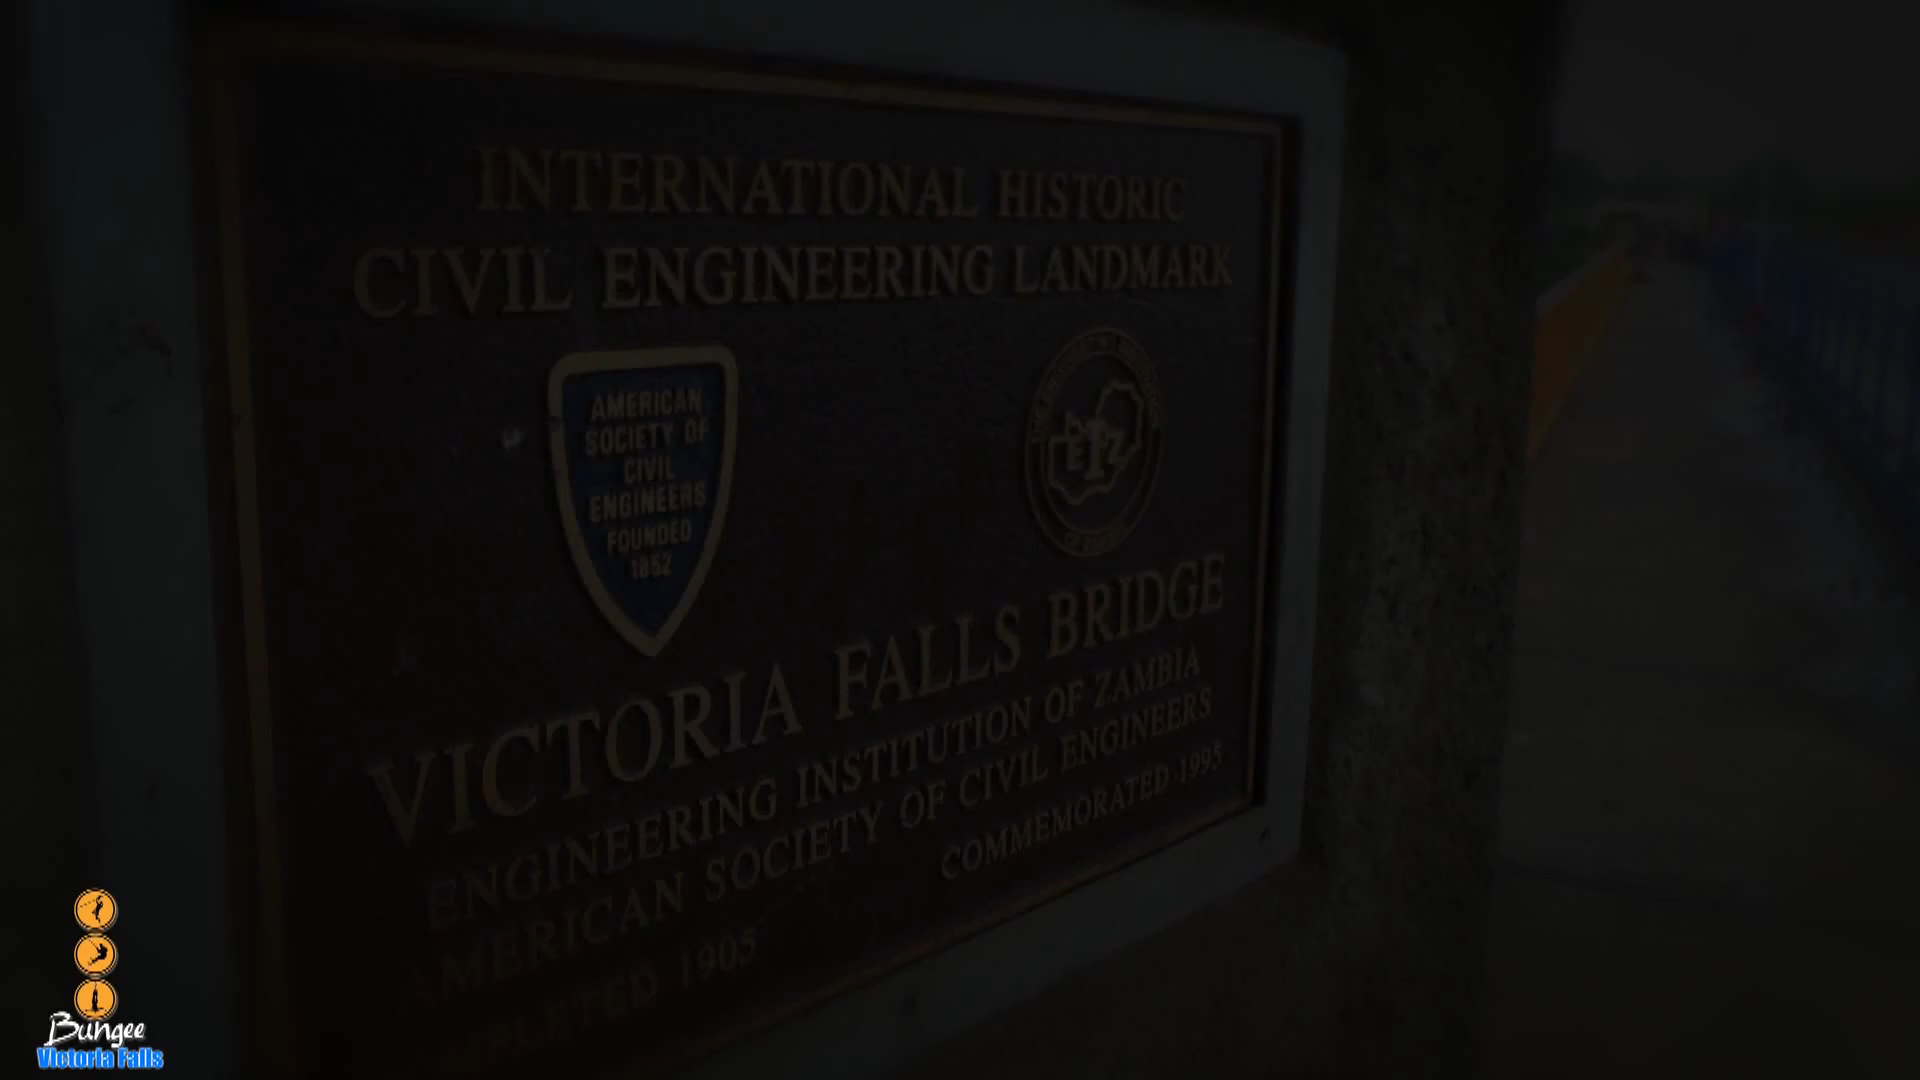 INTERNATIONAL HISTORIC
CIVIL ENGINEERING LANDMARK
AMERICAN
SOCIETY OF
CIVIL
ENGINEERS
FOUNDED
1852
EIZ
VICTORIA FALLS BRIDGE
ENGINEERING INSTITUTION OF ZAMBIA
AMERICAN SOCIETY OF CIVIL ENGINEERS
1905 COMMEMORATED 1995
Bungee
Victoria Falls